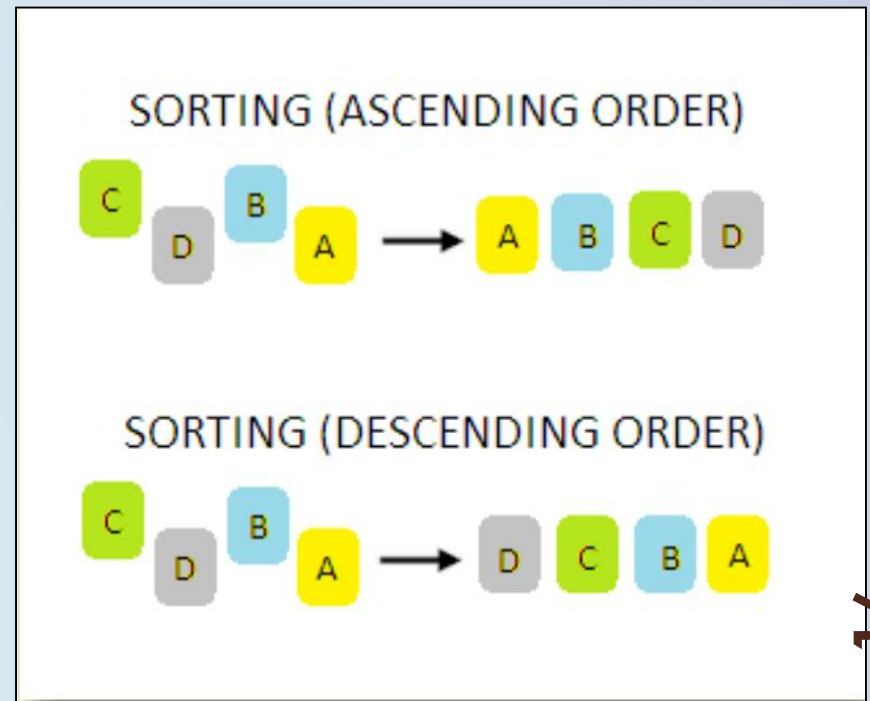 SORTING (ASCENDING ORDER)
C D B A A B C D
SORTING (DESCENDING ORDER)
C D B A D C B A